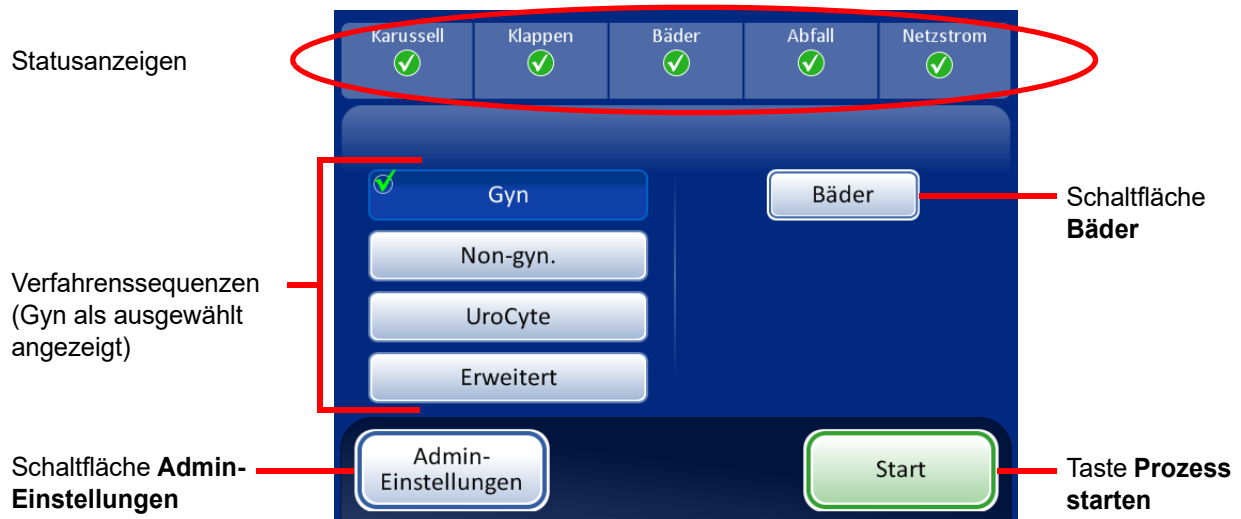 Statusanzeigen
Karussell
Klappen
Bäder
Abfall
Netzstrom
Gyn
Non-gyn.
UroCyte
Erweitert
Bäder
Schaltfläche
Bäder
Verfahrenssequenzen
(Gyn als ausgewählt
angezeigt)
Schaltfläche Admin-
Einstellungen
Admin-
Einstellungen
Start
Taste Prozess
starten